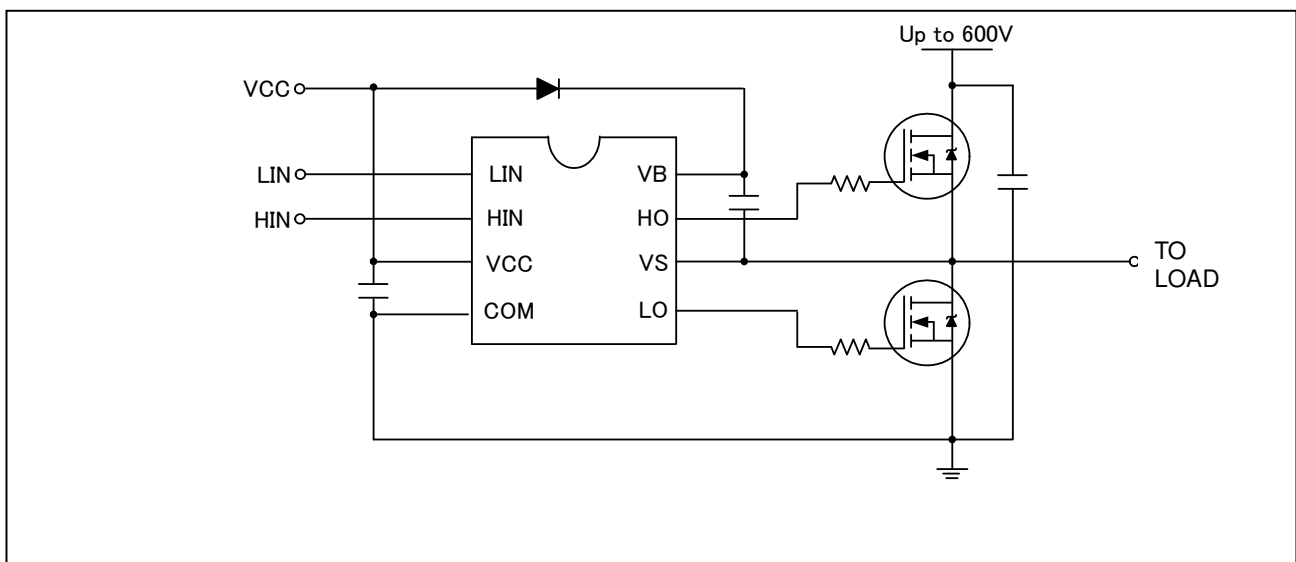 Up to 600V
VCC
LIN
HIN
LIN
HIN
VCC
COM
VB
HO
VS
LO
TO
LOAD